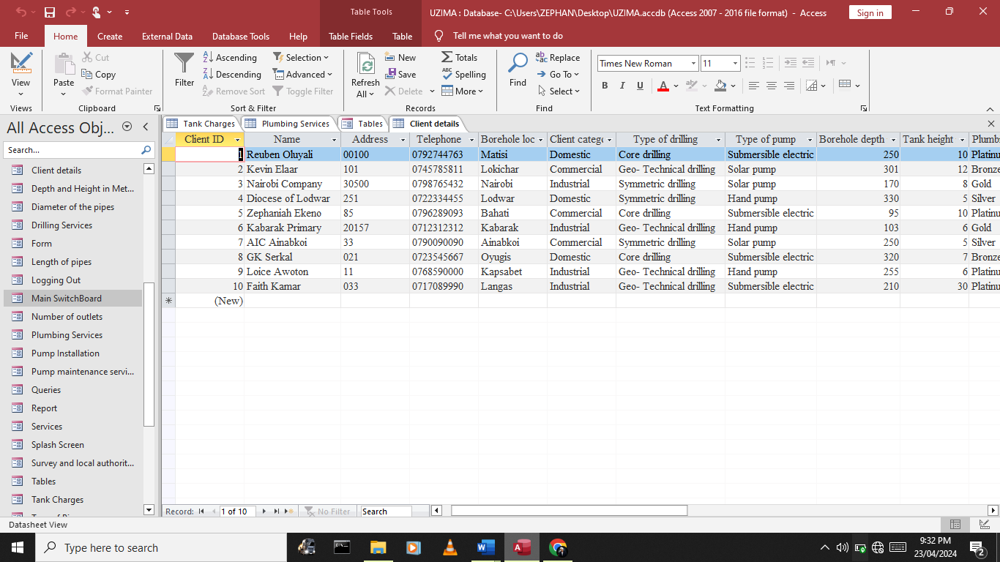 Table Tools
UZIMA : Database- C:\Users\ZEPHAN\Desktop\UZIMA.accdb (Access 2007 - 2016 file format) - Access
Sign in
File Home Create External Data Database Tools Help Table Fields Table Tell me what you want to do
View
Views
Paste
Cut
Copy
Format Painter
Clipboard
Filter
Ascending
Descending
Remove Sort
Selection
Advanced
Toggle Filter
Sort & Filter
Refresh
All
New
Save
Delete
Totals
Spelling
More
Records
Find
Replace
Go To
Select
Find
Times New Roman 11
B I U A
Text Formatting
All Access Obj...
Search...
Client details
Depth and Height in Met...
Diameter of the pipes
Drilling Services
Form
Length of pipes
Logging Out
Main SwitchBoard
Number of outlets
Plumbing Services
Pump Installation
Pump maintenance servi...
Queries
Report
Services
Splash Screen
Survey and local authorit...
Tables
Tank Charges
Tank Charges Plumbing Services Tables Client details
Client ID Name Address Telephone Borehole loc Client catego Type of drilling Type of pump Borehole depth Tank height Plumb
1 Reuben Oluyali 00100 0792744763 Matisi Domestic Core drilling Submersible electric 250 10 Platinu
2 Kevin Elaar 101 0745785811 Lokichar Commercial Geo- Technical drilling Solar pump 301 12 Bronze
3 Nairobi Company 30500 0798765432 Nairobi Industrial Symmetric drilling Solar pump 170 8 Gold
4 Diocese of Lodwar 251 0722334455 Lodwar Domestic Symmetric drilling Hand pump 330 5 Silver
5 Zephaniah Ekeno 85 0796289093 Bahati Commercial Core drilling Submersible electric 95 10 Platinu
6 Kabarak Primary 20157 0712312312 Kabarak Industrial Geo- Technical drilling Hand pump 103 6 Gold
7 AIC Ainabkoi 33 0790090090 Ainabkoi Commercial Symmetric drilling Solar pump 250 5 Silver
8 GK Serkal 021 0723545667 Oyugis Domestic Core drilling Submersible electric 320 7 Bronze
9 Loice Awoton 11 0768590000 Kapsabet Industrial Geo- Technical drilling Hand pump 255 6 Platinu
10 Faith Kamar 033 0717089990 Langas Industrial Geo- Technical drilling Submersible electric 210 30 Platinu
(New)
Record: 1 of 10 No Filter Search
Datasheet View
Type here to search
9:32 PM
23/04/2024
2